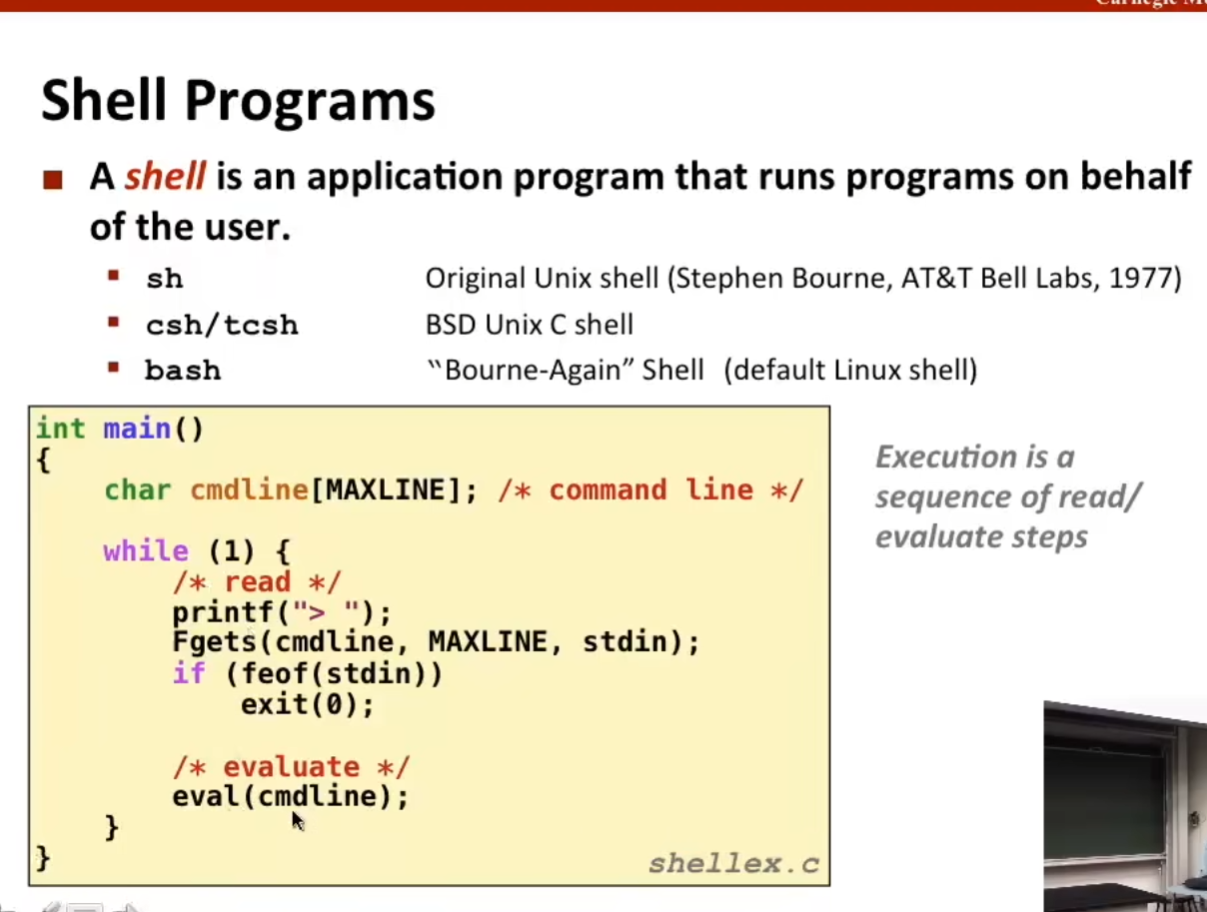 Shell Programs
A shell is an application program that runs programs on behalf
of the user.
sh Original Unix shell (Stephen Bourne, AT&T Bell Labs, 1977)
csh/tcsh BSD Unix C shell
bash “Bourne-Again” Shell (default Linux shell)
int main()
{
    char cmdline[MAXLINE]; /* command line */

    while (1) {
        /* read */
        printf("> ");
        Fgets(cmdline, MAXLINE, stdin);
        if (feof(stdin))
            exit(0);

        /* evaluate */
        eval(cmdline);
    }
}
shellex.c
Execution is a
sequence of read/
evaluate steps